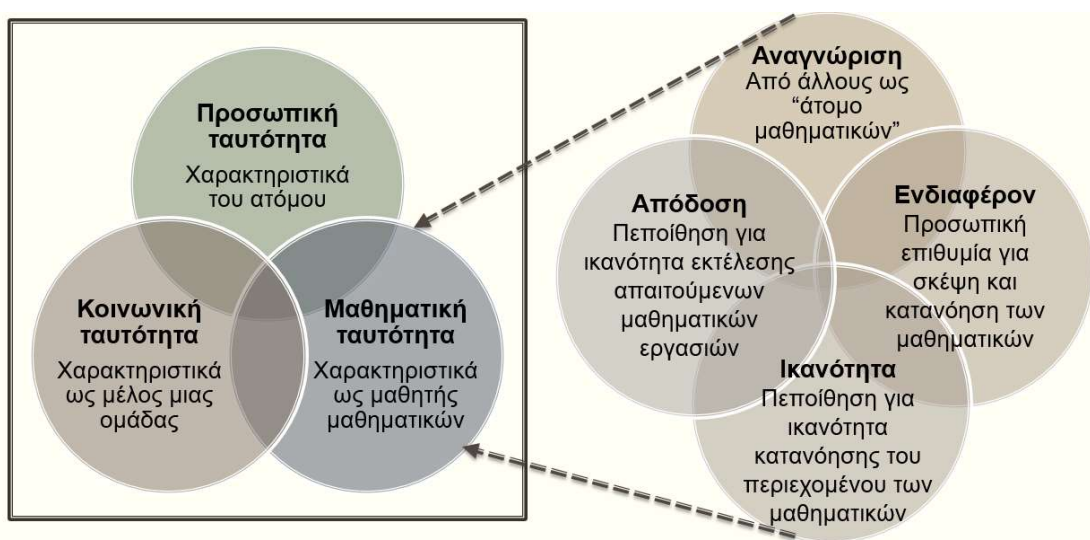 Προσωπική
ταυτότητα
Χαρακτηριστικά
του ατόμου
Κοινωνική
ταυτότητα
Χαρακτηριστικά
ως μέλος μιας
ομάδας
Μαθηματική
ταυτότητα
Χαρακτηριστικά
ως μαθητής
μαθηματικών
Αναγνώριση
Από άλλους ως
“άτομο
μαθηματικών”
Απόδοση
Πεποίθηση για
ικανότητα εκτέλεσης
απαιτούμενων
μαθηματικών
εργασιών
Ενδιαφέρον
Προσωπική
επιθυμία για
σκέψη και
κατανόηση των
μαθηματικών
Ικανότητα
Πεποίθηση για
ικανότητα
κατανόησης του
περιεχομένου των
μαθηματικών